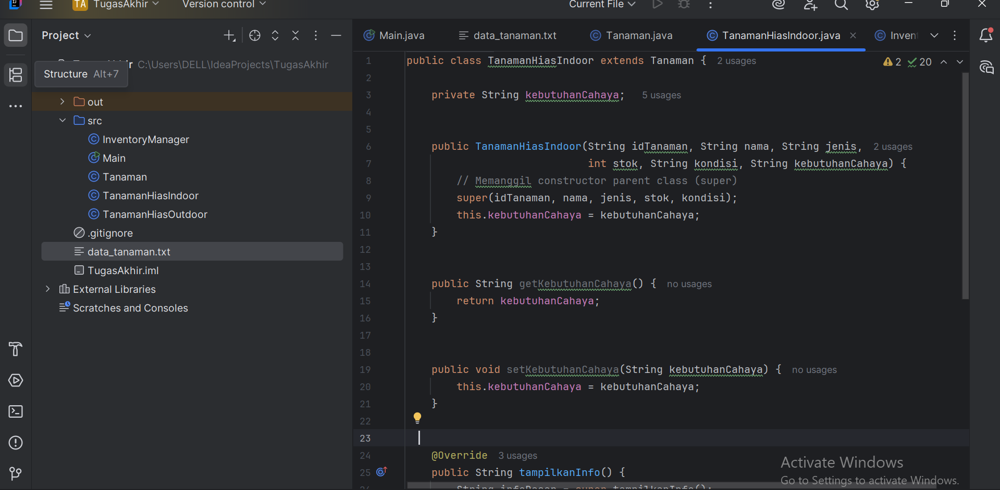 TA TugasAkhir Version control Current File
Project
Main.java data_tanaman.txt Tanaman.java TanamanHiasIndoor.java Invent
C:\Users\DELL\IdeaProjects\TugasAkhir
Structure Alt+7
out
src
InventoryManager
Main
Tanaman
TanamanHiasIndoor
TanamanHiasOutdoor
.gitignore
data_tanaman.txt
TugasAkhir.iml
External Libraries
Scratches and Consoles
1 public class TanamanHiasIndoor extends Tanaman { 2 usages
2 20
2
3 private String kebutuhanCahaya; 5 usages
4
5
6 public TanamanHiasIndoor(String idTanaman, String nama, String jenis, 2 usages
7 int stok, String kondisi, String kebutuhanCahaya) {
8 // Memanggil constructor parent class (super)
9 super(idTanaman, nama, jenis, stok, kondisi);
10 this.kebutuhanCahaya = kebutuhanCahaya;
11 }
12
13
14 public String getKebutuhanCahaya() { no usages
15 return kebutuhanCahaya;
16 }
17
18
19 public void setKebutuhanCahaya(String kebutuhanCahaya) { no usages
20 this.kebutuhanCahaya = kebutuhanCahaya;
21 }
22
23
24 @Override 3 usages
25 public String tampilkanInfo() {
Activate Windows
Go to Settings to activate Windows.